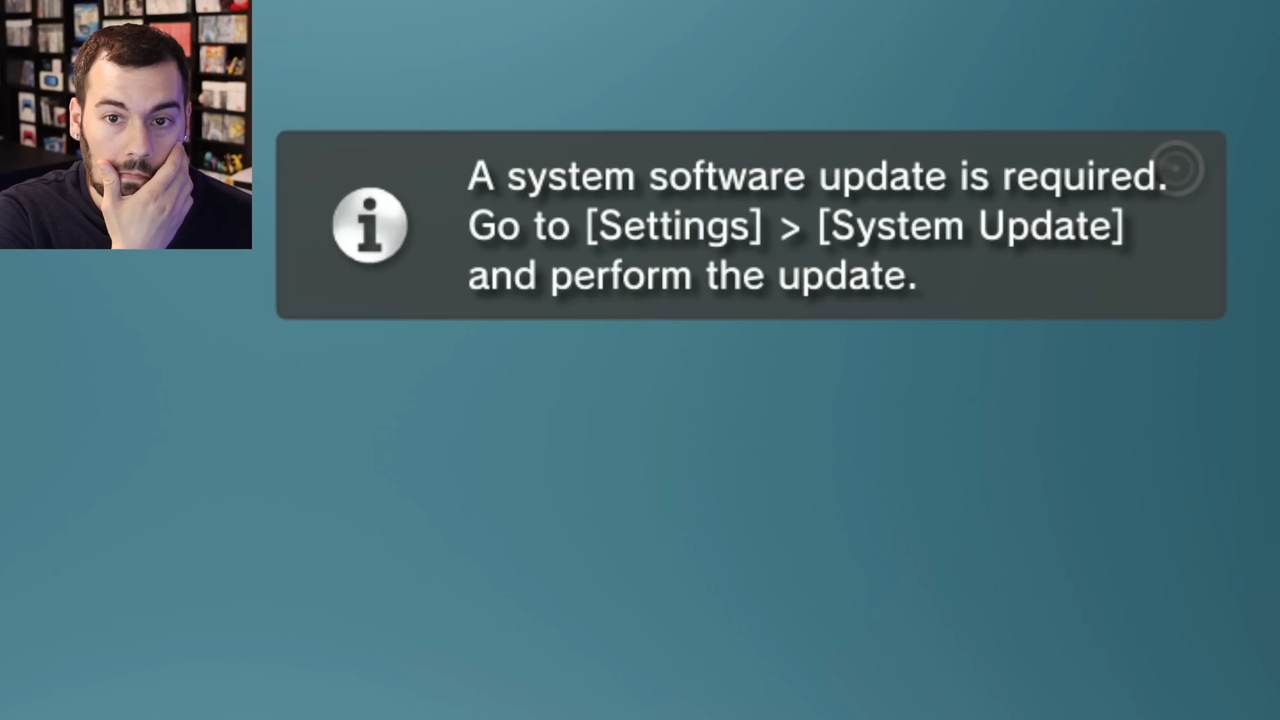 A system software update is required.
Go to [Settings] > [System Update]
and perform the update.